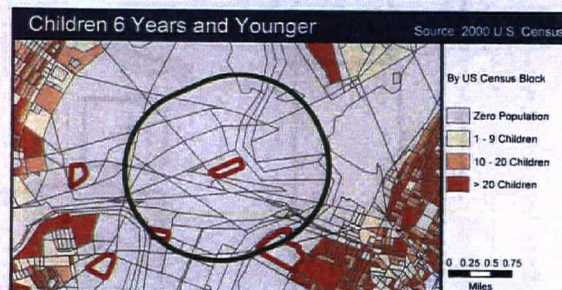 Children 6 Years and Younger
Source: 2000 U.S. Census
By US Census Block
Zero Population
1 - 9 Children
10 - 20 Children
> 20 Children
0 0.25 0.5 0.75
Miles